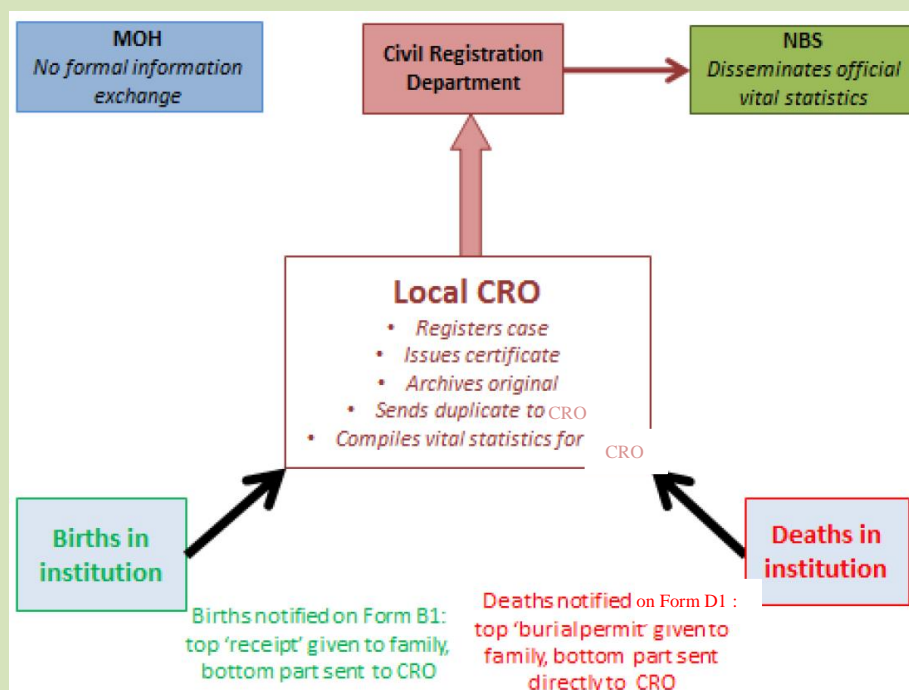 MOH
No formal information
exchange
Civil Registration
Department
NBS
Disseminates official
vital statistics
Local CRO
• Registers case
• Issues certificate
• Archives original
• Sends duplicate to CRO
• Compiles vital statistics for
CRO
Births in
institution
Deaths in
institution
Births notified on Form B1:
top ‘receipt’ given to family,
bottom part sent to CRO
Deaths notified on Form D1 :
top ‘burial permit’ given to
family, bottom part sent
directly to CRO